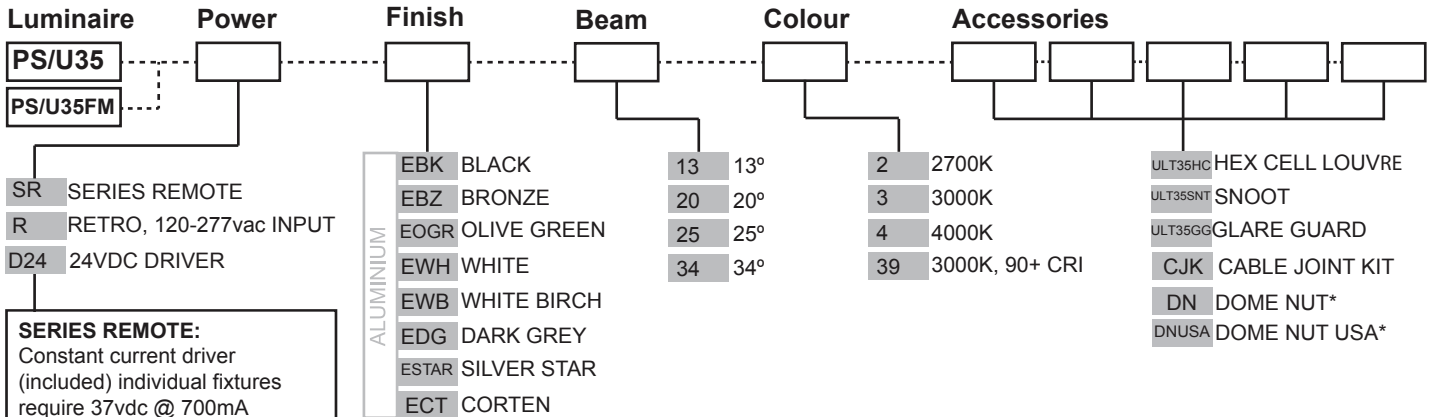 Luminaire Power Finish Beam Colour Accessories
PS/U35
PS/U35FM
SR SERIES REMOTE
R RETRO, 120-277vac INPUT
D24 24VDC DRIVER
SERIES REMOTE:
Constant current driver
(included) individual fixtures
require 37vdc @ 700mA
ALUMINIUM
EBK BLACK
EBZ BRONZE
EOGR OLIVE GREEN
EWH WHITE
EWB WHITE BIRCH
EDG DARK GREY
ESTAR SILVER STAR
ECT CORTEN
13 13º
20 20º
25 25º
34 34º
2 2700K
3 3000K
4 4000K
39 3000K, 90+ CRI
ULT35HC HEX CELL LOUVRE
ULT35SNT SNOOT
ULT35GG GLARE GUARD
CJK CABLE JOINT KIT
DN DOME NUT*
DNUSA DOME NUT USA*